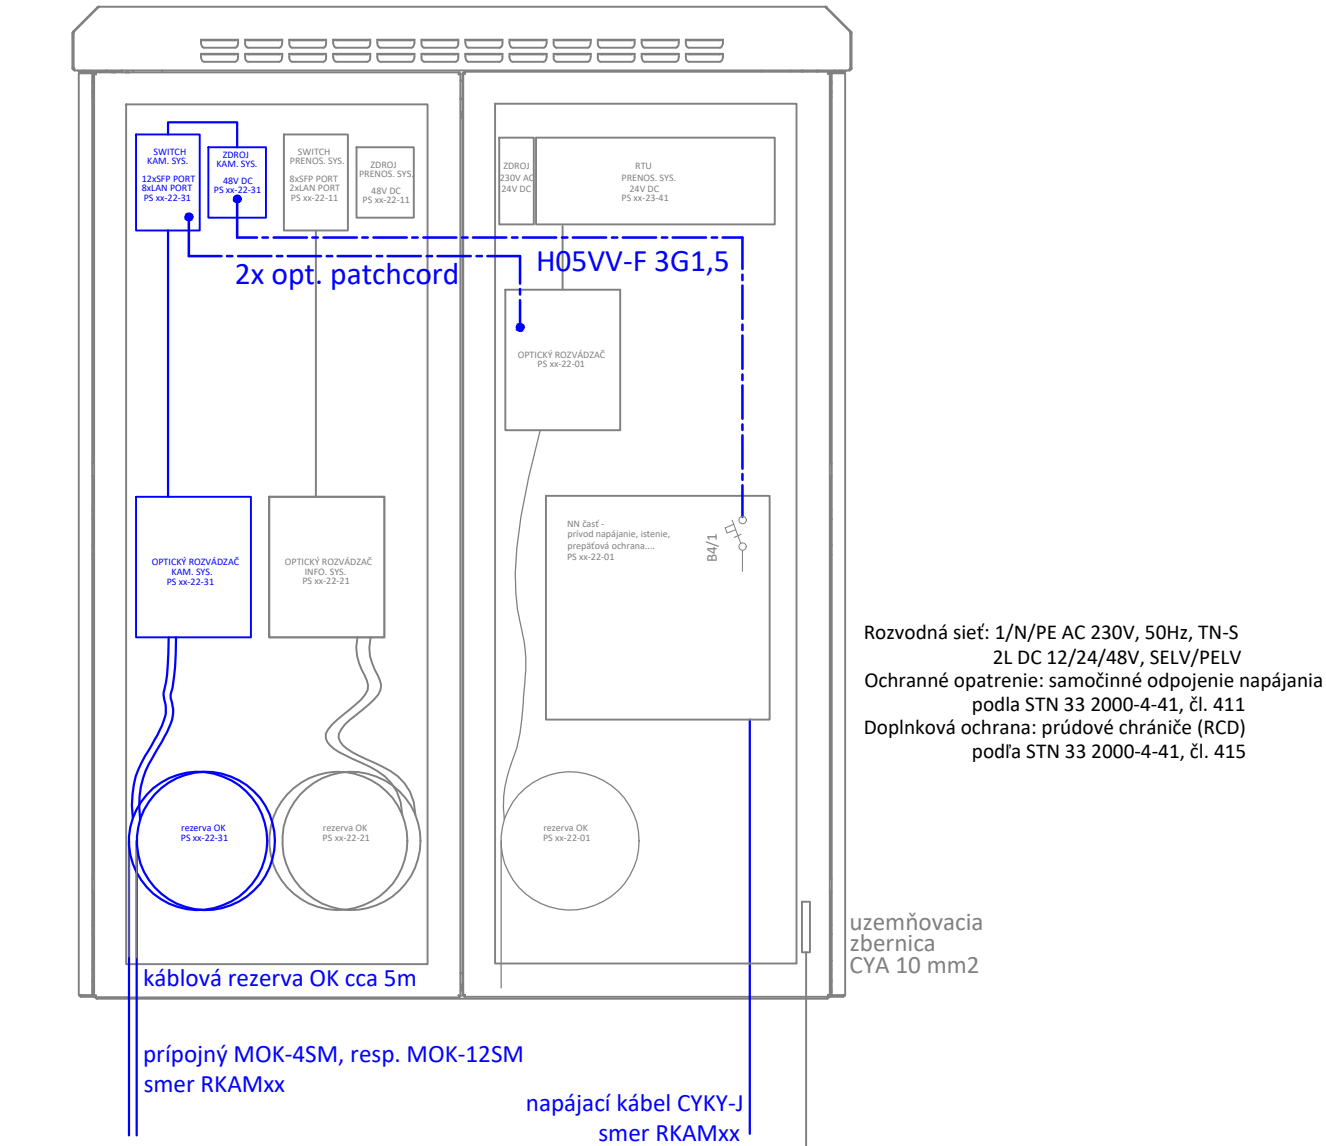 SWITCH
KAM. SYS.
12xSFP PORT
8xLAN PORT
PS xx-22-31
ZDROJ
KAM. SYS.
48V DC
PS xx-22-31
SWITCH
PRENOS. SYS.
8xSFP PORT
2xLAN PORT
PS xx-22-11
ZDROJ
PRENOS. SYS.
48V DC
PS xx-22-11
ZDROJ
230V AC
24V DC
RTU
PRENOS. SYS.
24V DC
PS xx-23-41
2x opt. patchcord
H05VV-F 3G1,5
OPTICKÝ ROZVÁDZAČ
PS xx-22-01
OPTICKÝ ROZVÁDZAČ
KAM. SYS.
PS xx-22-31
OPTICKÝ ROZVÁDZAČ
INFO. SYS.
PS xx-22-21
NN časť -
prívod napájanie, istenie,
prepäťová ochrana....
PS xx-22-01
B4/1
Rozvodná sieť: 1/N/PE AC 230V, 50Hz, TN-S
2L DC 12/24/48V, SELV/PELV
Ochranné opatrenie: samočinné odpojenie napájania
podla STN 33 2000-4-41, čl. 411
Doplnková ochrana: prúdové chrániče (RCD)
podľa STN 33 2000-4-41, čl. 415
rezerva OK
PS xx-22-31
rezerva OK
PS xx-22-21
rezerva OK
PS xx-22-01
uzemňovacia
zbernica
CYA 10 mm2
káblová rezerva OK cca 5m
prípojný MOK-4SM, resp. MOK-12SM
smer RKAMxx
napájací kábel CYKY-J
smer RKAMxx